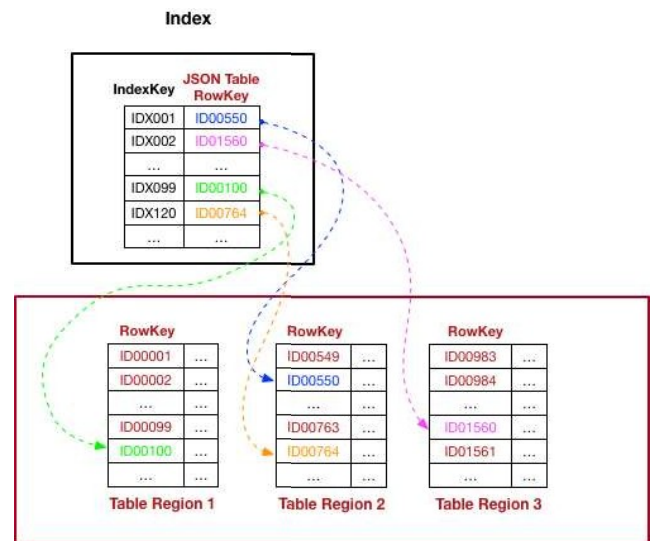 Index
IndexKey JSON Table RowKey
IDX001 ID00550
IDX002 ID01560
... ...
IDX099 ID00100
IDX120 ID00764
... ...
RowKey
ID00001 ...
ID00002 ...
... ...
ID00099 ...
ID00100 ...
... ...
Table Region 1
RowKey
ID00549 ...
ID00550 ...
... ...
ID00763 ...
ID00764 ...
... ...
Table Region 2
RowKey
ID00983 ...
ID00984 ...
... ...
ID01560 ...
ID01561 ...
... ...
Table Region 3